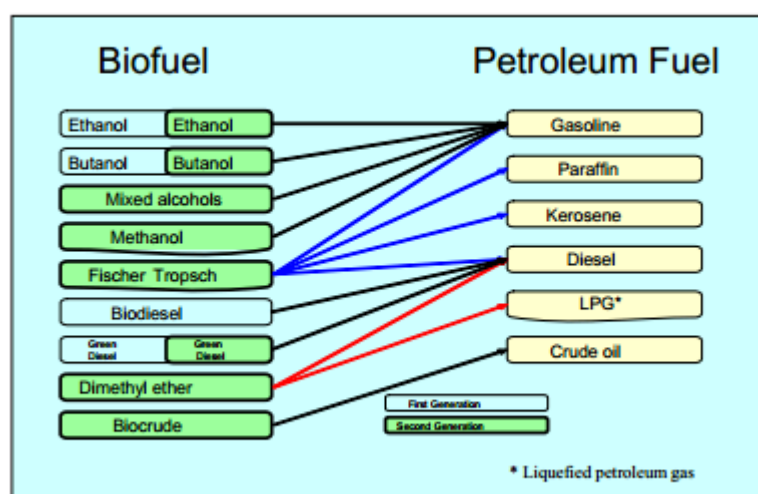 Biofuel Petroleum Fuel
Ethanol Ethanol Gasoline
Butanol Butanol Paraffin
Mixed alcohols Kerosene
Methanol Diesel
Fischer Tropsch LPG*
Biodiesel Crude oil
Green Diesel Green Diesel
Dimethyl ether
Biocrude
First Generation
Second Generation
* Liquefied petroleum gas